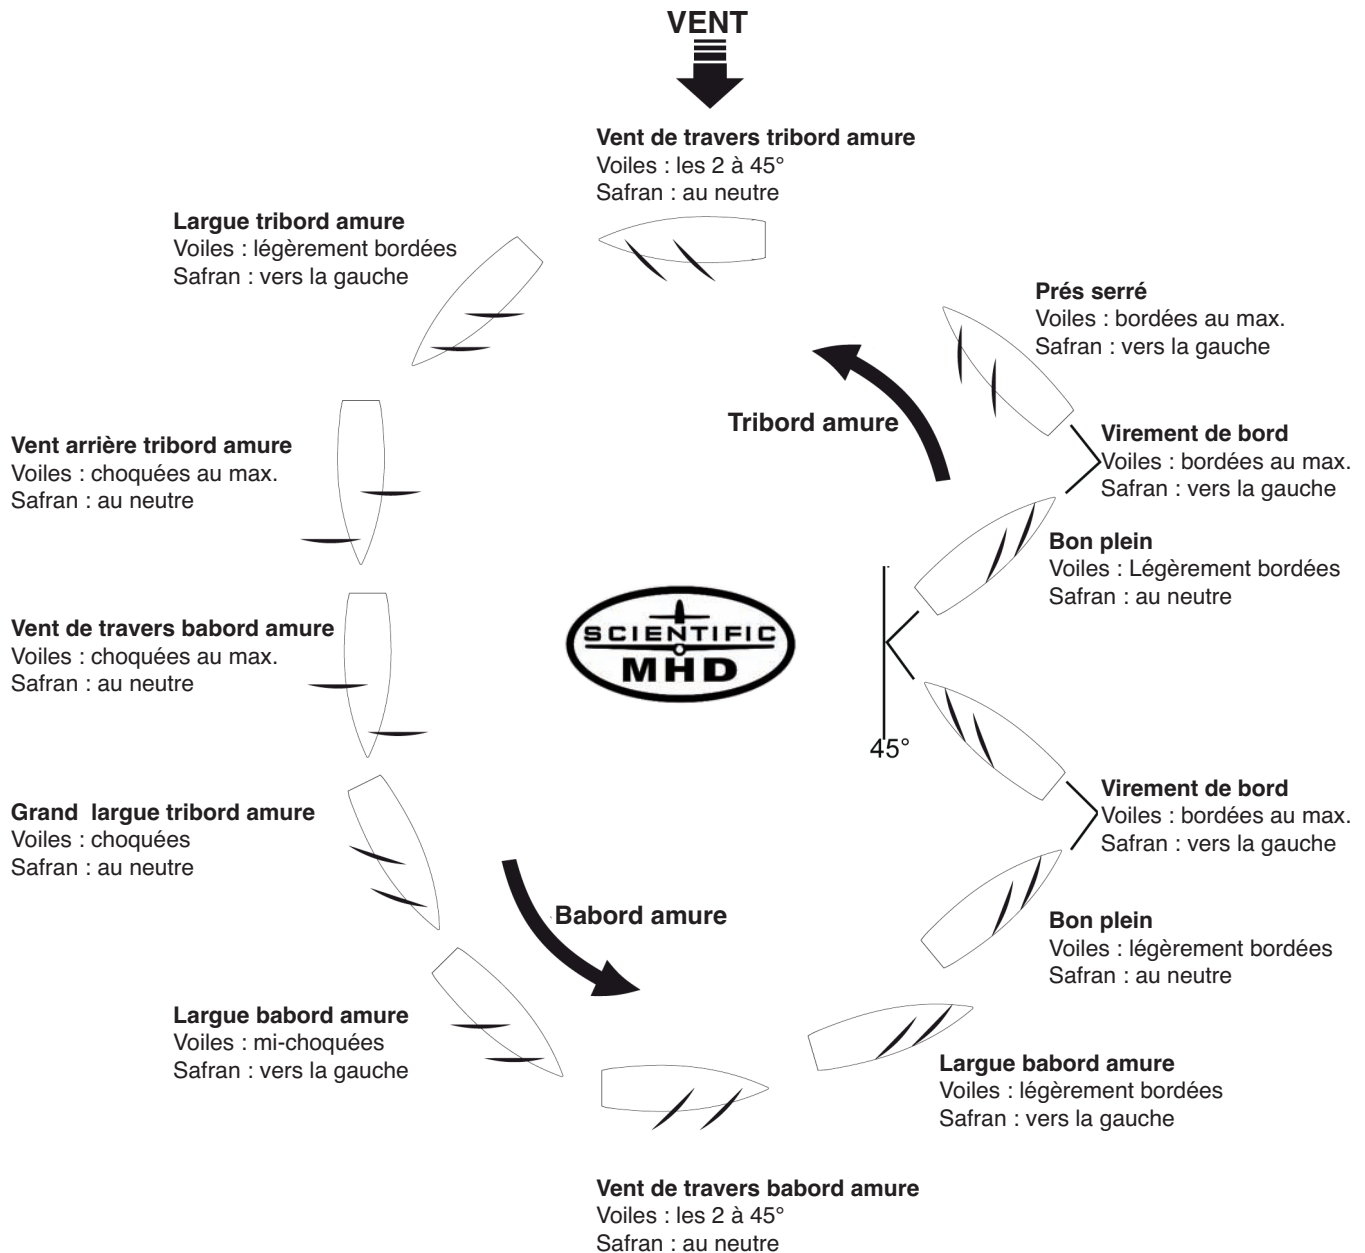 VENT
Vent de travers tribord amure
Voiles : les 2 à 45°
Safran : au neutre
Largue tribord amure
Voiles : légèrement bordées
Safran : vers la gauche
Prés serré
Voiles : bordées au max.
Safran : vers la gauche
Tribord amure
Virement de bord
Voiles : bordées au max.
Safran : vers la gauche
Vent arrière tribord amure
Voiles : choquées au max.
Safran : au neutre
Bon plein
Voiles : Légèrement bordées
Safran : au neutre
Vent de travers babord amure
Voiles : choquées au max.
Safran : au neutre
SCIENTIFIC
MHD
45°
Grand largue tribord amure
Voiles : choquées
Safran : au neutre
Virement de bord
Voiles : bordées au max.
Safran : vers la gauche
Babord amure
Bon plein
Voiles : légèrement bordées
Safran : au neutre
Largue babord amure
Voiles : mi-choquées
Safran : vers la gauche
Largue babord amure
Voiles : légèrement bordées
Safran : vers la gauche
Vent de travers babord amure
Voiles : les 2 à 45°
Safran : au neutre